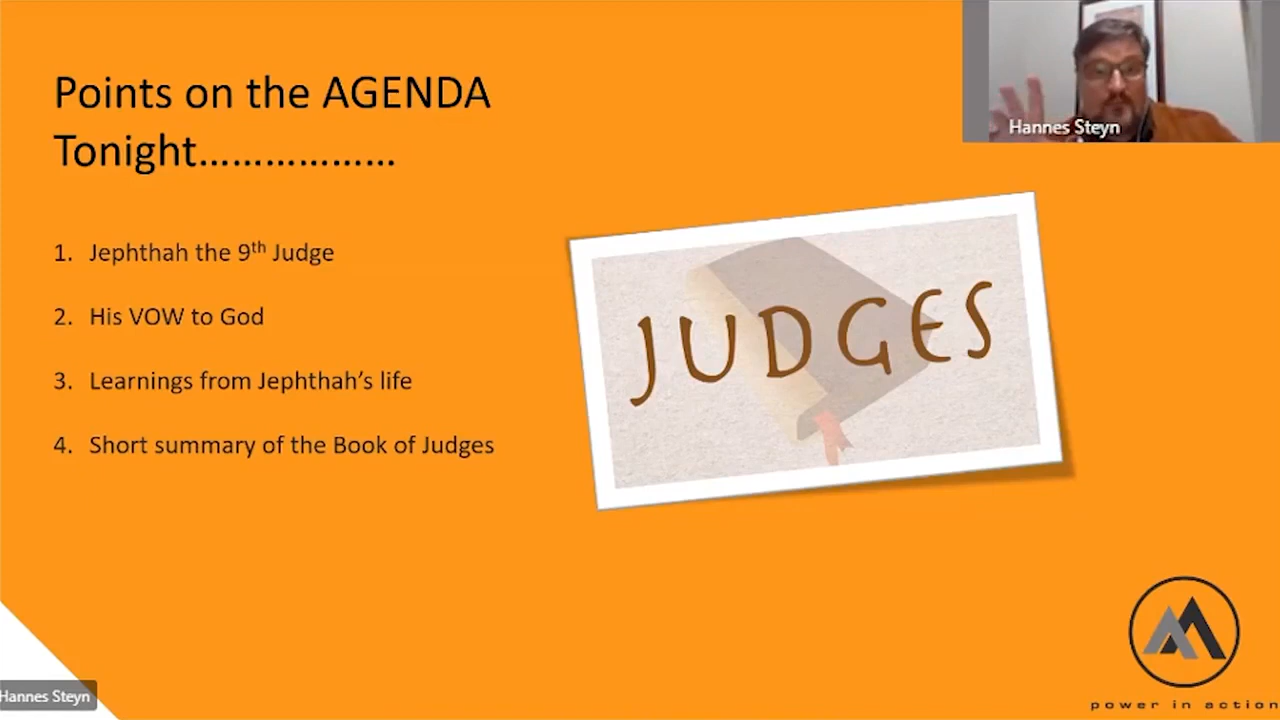 Points on the AGENDA
Tonight………………
Hannes Steyn
1. Jephthah the 9th Judge
2. His VOW to God
3. Learnings from Jephthah’s life
4. Short summary of the Book of Judges
JUDGES
power in action
Hannes Steyn